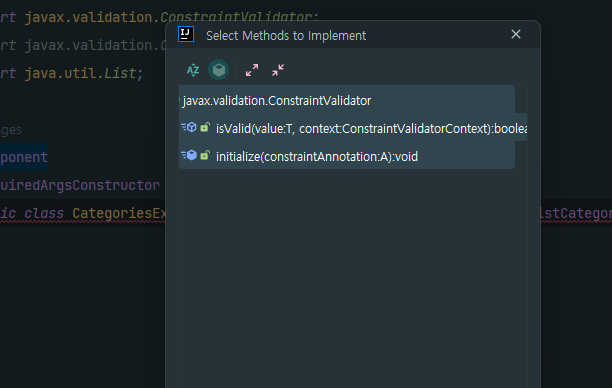 rt javax.validation.ConstraintValidator;
Select Methods to Implement
rt javax.validation.C
rt java.util.List;
javax.validation.ConstraintValidator
ges
isValid(value:T, context:ConstraintValidatorContext):boolea
ponent
initialize(constraintAnnotation:A):void
uiredArgsConstructor
ic class CategoriesEx
istCategor